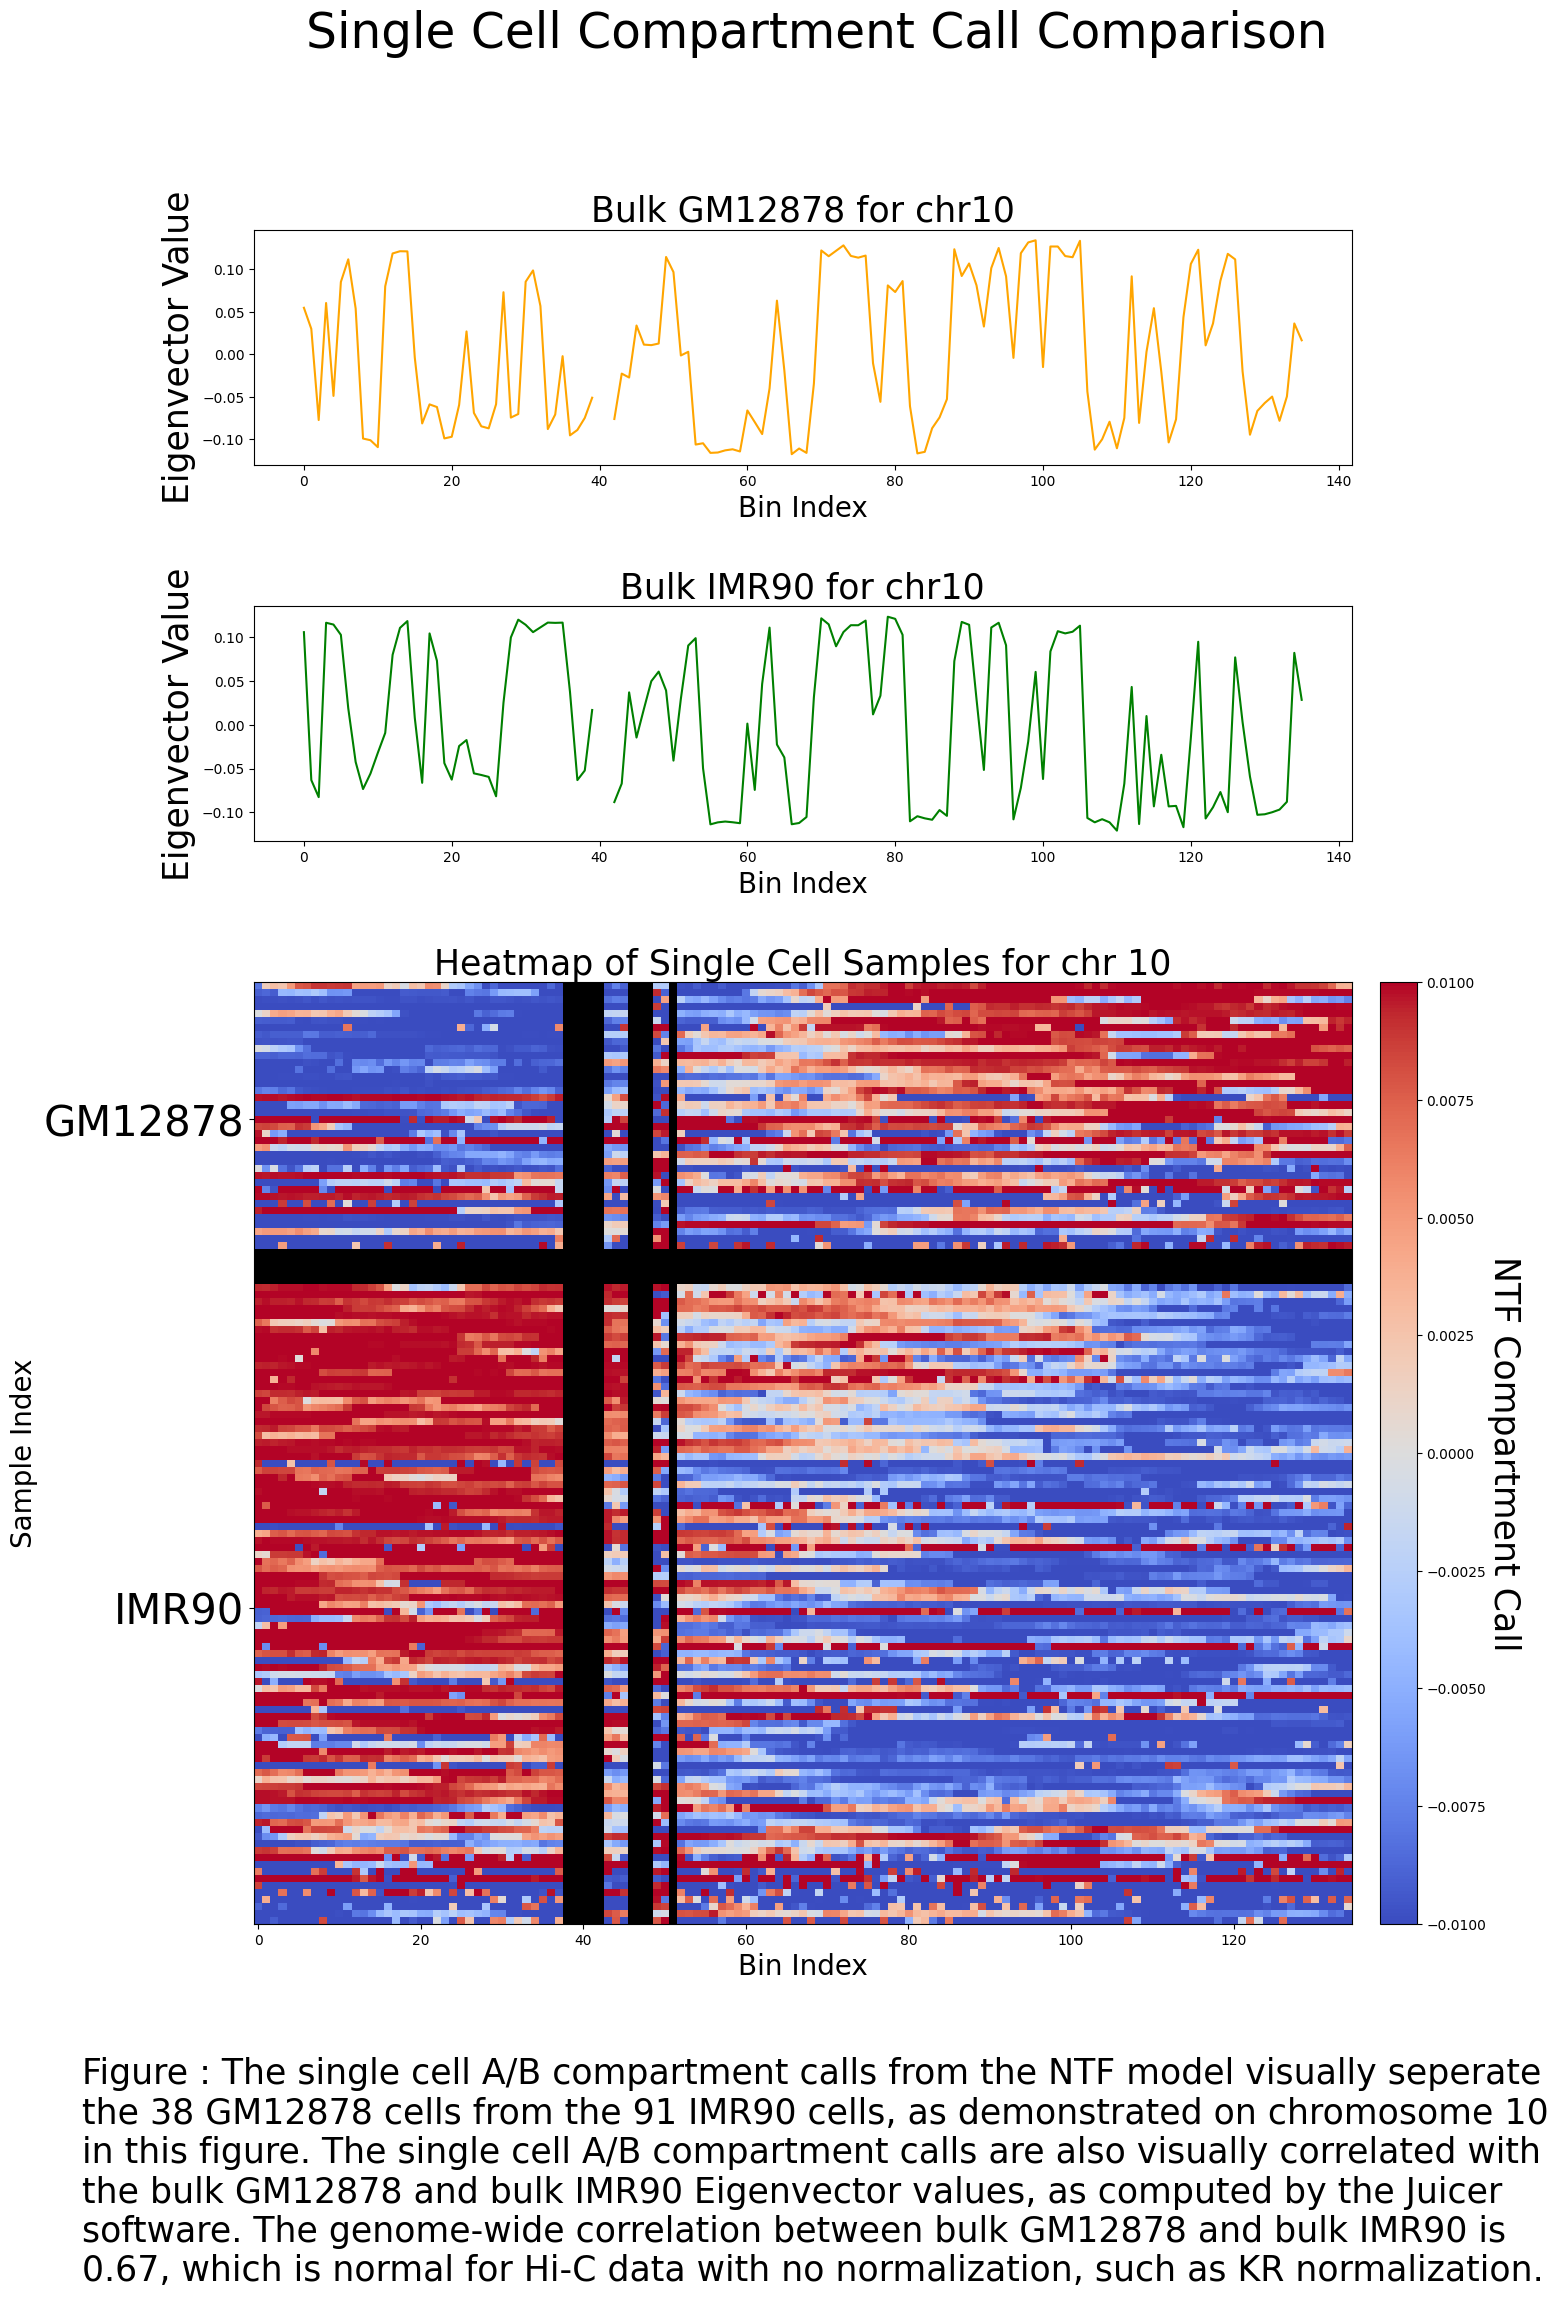 Single Cell Compartment Call Comparison
Bulk GM12878 for chr10
Eigenvector Value
0.10
0.05
0.00
−0.05
−0.10
0 20 40 60 80 100 120 140
Bin Index
Bulk IMR90 for chr10
Eigenvector Value
0.10
0.05
0.00
−0.05
−0.10
0 20 40 60 80 100 120 140
Bin Index
Heatmap of Single Cell Samples for chr 10
Sample Index
GM12878
IMR90
0 20 40 60 80 100 120
Bin Index
0.0100
0.0075
0.0050
0.0025
0.0000
−0.0025
−0.0050
−0.0075
−0.0100
NTF Compartment Call
Figure : The single cell A/B compartment calls from the NTF model visually seperate
the 38 GM12878 cells from the 91 IMR90 cells, as demonstrated on chromosome 10
in this figure. The single cell A/B compartment calls are also visually correlated with
the bulk GM12878 and bulk IMR90 Eigenvector values, as computed by the Juicer
software. The genome-wide correlation between bulk GM12878 and bulk IMR90 is
0.67, which is normal for Hi-C data with no normalization, such as KR normalization.